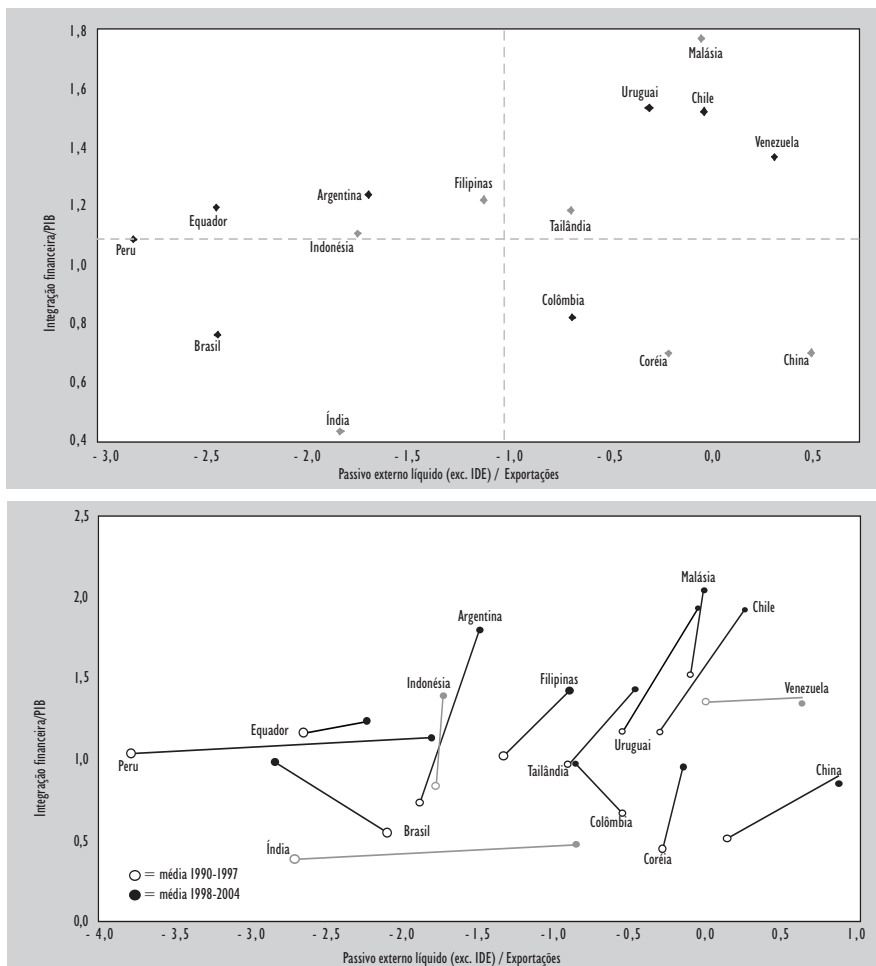 1,8
1,6
1,4
1,2
1,0
0,8
0,6
0,4
Integração financeira/PIB
Malásia
Uruguai
Chile
Venezuela
Filipinas
Argentina
Equador
Tailândia
Peru
Indonésia
Colômbia
Brasil
Coréia
China
Índia
- 3,0 - 2,5 - 2,0 - 1,5 - 1,0 - 0,5 0,0 0,5
Passivo externo líquido (exc. IDE) / Exportações
2,5
2,0
1,5
1,0
0,5
0,0
Integração financeira/PIB
Malásia
Chile
Argentina
Indonésia
Filipinas
Venezuela
Equador
Uruguai
Peru
Tailândia
China
Colômbia
Brasil
Índia
Coréia
= média 1990-1997
= média 1998-2004
- 4,0 - 3,0 - 2,5 - 2,0 - 1,5 - 1,0 - 0,5 0,0 1,0
Passivo externo líquido (exc. IDE) / Exportações